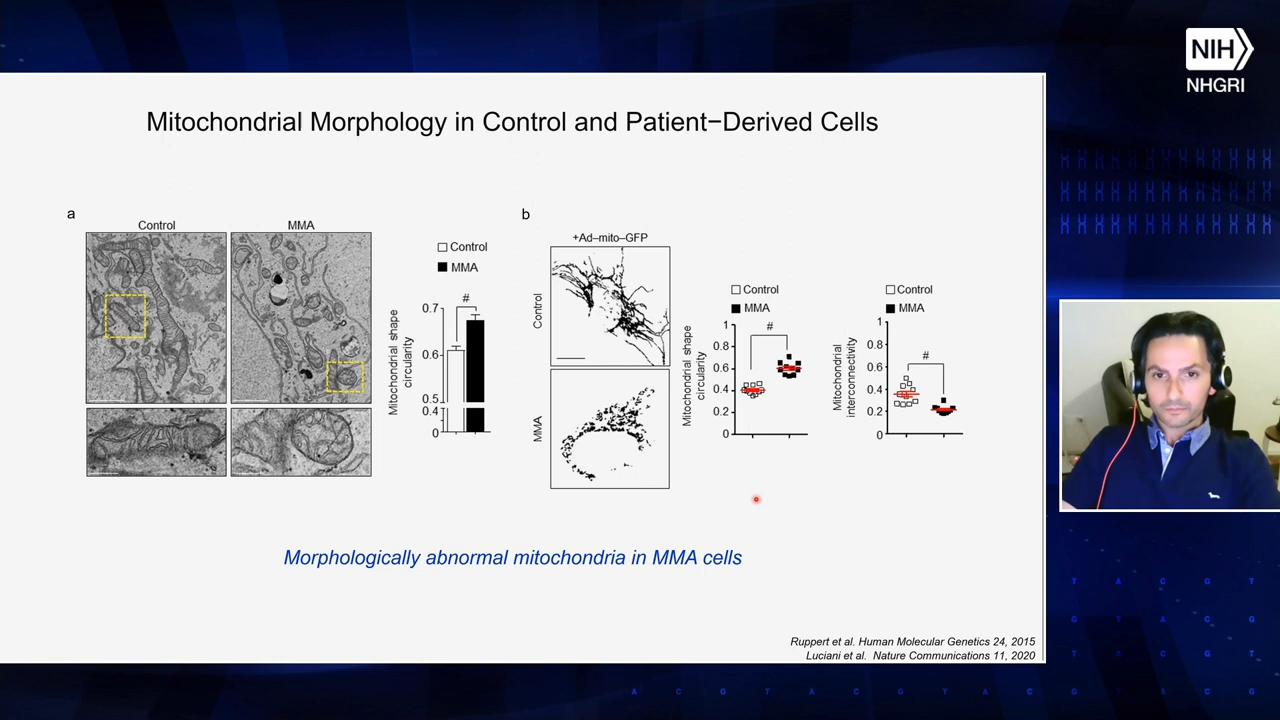 NIH
NHGRI
Mitochondrial Morphology in Control and Patient−Derived Cells
a
Control
MMA
Control
MMA
#
Mitochondrial shape
circularity
0.7
0.6
0.5
0.4
0
b
+Ad–mito–GFP
Control
MMA
Control
MMA
#
Mitochondrial shape
circularity
1
0.8
0.6
0.4
0.2
0
Control
MMA
#
Mitochondrial
interconnectivity
1
0.8
0.6
0.4
0.2
0
Morphologically abnormal mitochondria in MMA cells
Ruppert et al. Human Molecular Genetics 24, 2015
Luciani et al. Nature Communications 11, 2020
T A C G T
G T A C G
T A C G T
A C G T A C G T A C G T A C G